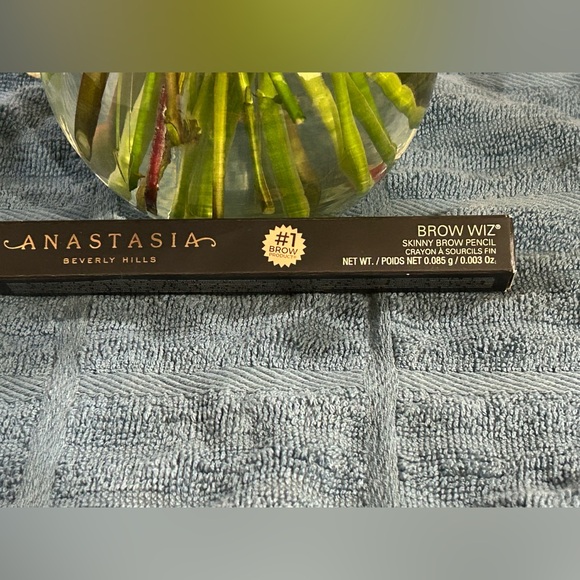 ANASTASIA
BEVERLY HILLS
#1
BROW
PRODUCTS
BROW WIZ®
SKINNY BROW PENCIL
CRAYON À SOURCILS FIN
NET WT. / POIDS NET 0.085 g / 0.003 Oz.